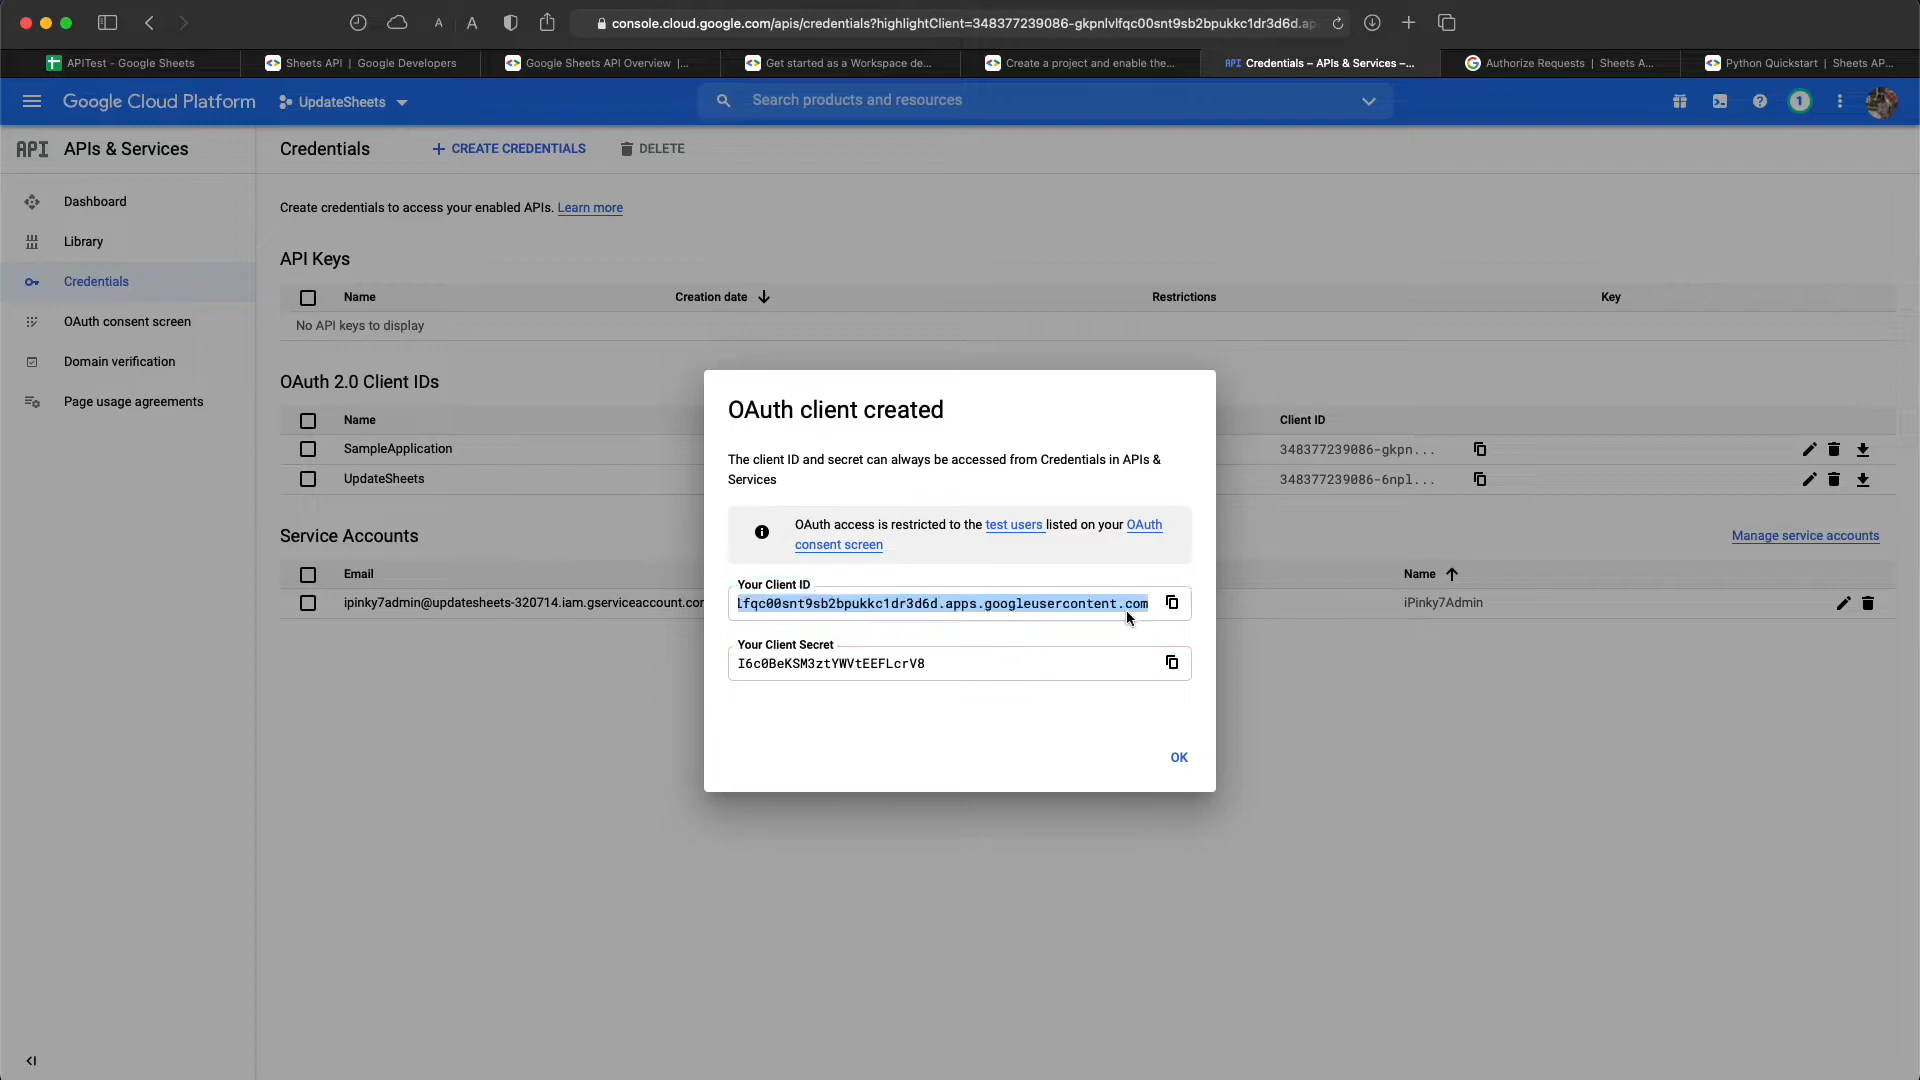 A
A
console.cloud.google.com/apis/credentials?highlightClient=348377239086-gkpnlvlfqc00snt9sb2bpukkc1dr3d6d.ap
APITest - Google Sheets
Sheets API | Google Developers
Google Sheets API Overview |...
Get started as a Workspace de...
Create a project and enable the...
API Credentials – APIs & Services –...
Authorize Requests | Sheets A...
Python Quickstart | Sheets AP...
Google Cloud Platform
UpdateSheets
Search products and resources
1
API APIs & Services
Credentials
CREATE CREDENTIALS
DELETE
Dashboard
Library
Credentials
OAuth consent screen
Domain verification
Page usage agreements
Create credentials to access your enabled APIs. Learn more
API Keys
Name Creation date Restrictions Key
No API keys to display
OAuth 2.0 Client IDs
Name Client ID
SampleApplication 348377239086-gkpn...
UpdateSheets 348377239086-6npl...
Service Accounts
Manage service accounts
Email Name
ipinky7admin@updatesheets-320714.iam.gserviceaccount.cor iPinky7Admin
OAuth client created
The client ID and secret can always be accessed from Credentials in APIs &
Services
OAuth access is restricted to the test users listed on your OAuth
consent screen
Your Client ID
lfqc00snt9sb2bpukkc1dr3d6d.apps.googleusercontent.com
Your Client Secret
I6c0BeKSM3ztYWVtEEFLcrV8
OK